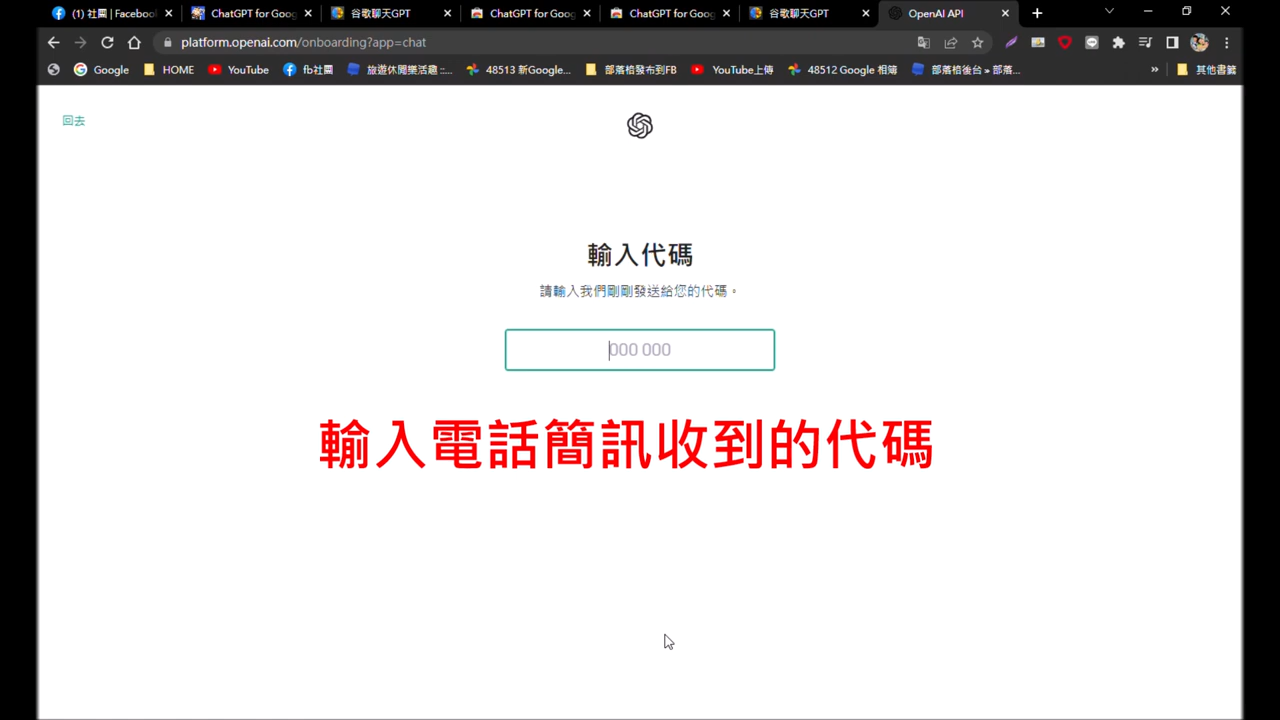 (1) 社團 | Facebool
ChatGPT for Goog
谷歌聊天GPT
ChatGPT for Goog
ChatGPT for Goog
谷歌聊天GPT
OpenAI API
platform.openai.com/onboarding?app=chat
Google
HOME
YouTube
fb社團
旅遊休閒樂活趣::...
48513 新Google...
部落格發布到FB
YouTube上傳
48512 Google 相簿
部落格後台 » 部落...
»
其他書籤
回去
輸入代碼
請輸入我們剛剛發送給您的代碼。
000 000
輸入電話簡訊收到的代碼